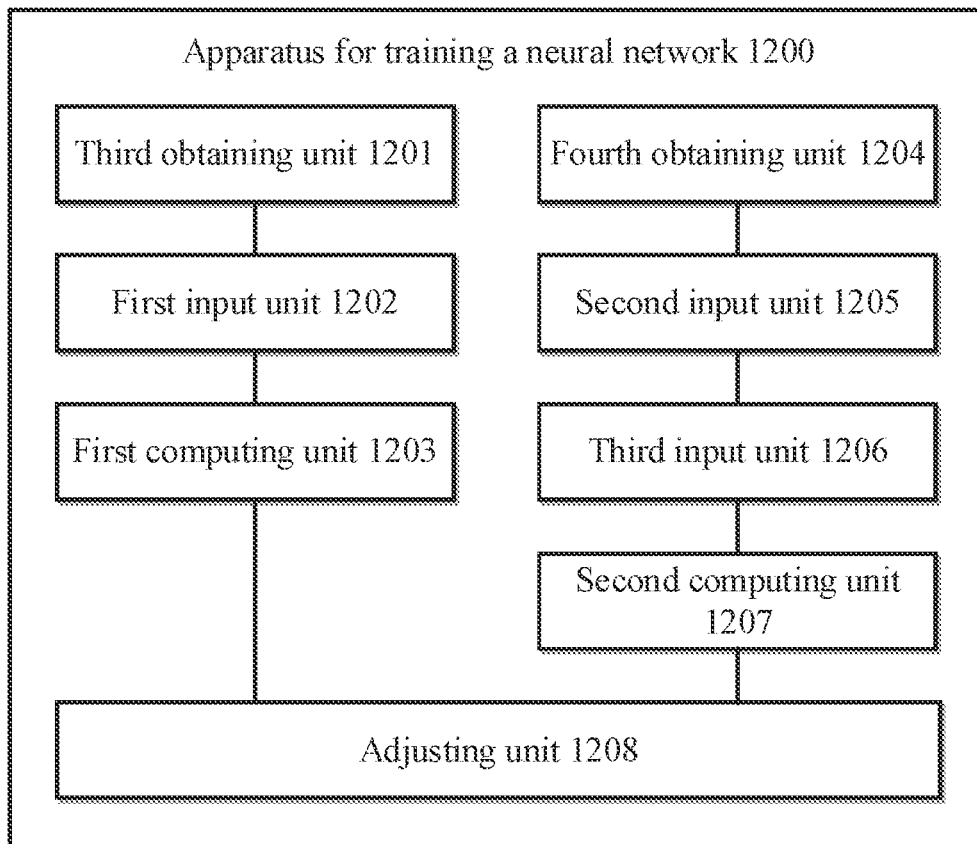 Apparatus for training a neural network 1200
Third obtaining unit 1201
Fourth obtaining unit 1204
First input unit 1202
Second input unit 1205
First computing unit 1203
Third input unit 1206
Second computing unit
1207
Adjusting unit 1208